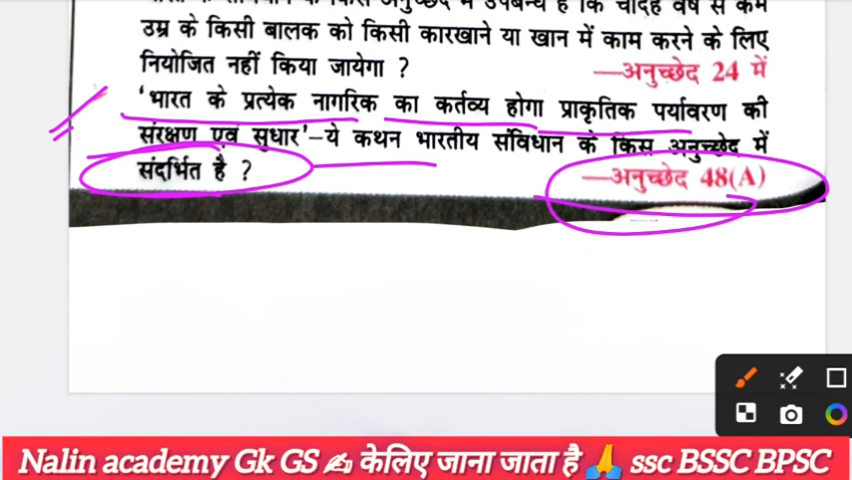 उम्र के किसी बालक को किसी कारखाने या खान में काम करने के लिए
नियोजित नहीं किया जायेगा ? —अनुच्छेद 24 में
'भारत के प्रत्येक नागरिक का कर्तव्य होगा प्राकृतिक पर्यावरण की
संरक्षण एवं सुधार'–ये कथन भारतीय संविधान के किस अनुच्छेद में
संदर्भित है ? —अनुच्छेद 48(A)
Nalin academy Gk GS ✍ केलिए जाना जाता है 🙏 ssc BSSC BPSC